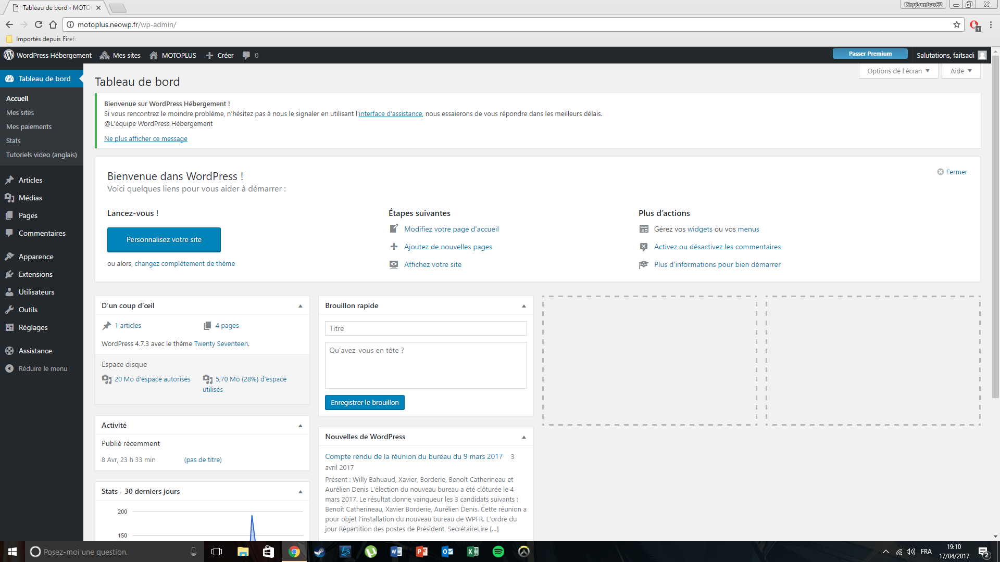 Tableau de bord ‹ MOTO
KingLombax62
motoplus.neowp.fr/wp-admin/
1
Importés depuis Firefo
WordPress Hébergement
Mes sites
MOTOPLUS
Créer
0
Passer Premium
Salutations, faitsadi
Tableau de bord
Accueil
Mes sites
Mes paiements
Stats
Tutoriels video (anglais)
Articles
Médias
Pages
Commentaires
Apparence
Extensions
Utilisateurs
Outils
Réglages
Assistance
Réduire le menu
Options de l'écran
Aide
Tableau de bord
Bienvenue sur WordPress Hébergement !
Si vous rencontrez le moindre problème, n'hésitez pas à nous le signaler en utilisant l'interface d'assistance, nous essaierons de vous répondre dans les meilleurs délais.
@L'équipe WordPress Hébergement
Ne plus afficher ce message
Bienvenue dans WordPress !
Fermer
Voici quelques liens pour vous aider à démarrer :
Lancez-vous !
Personnalisez votre site
ou alors, changez complètement de thème
Étapes suivantes
Modifiez votre page d’accueil
Ajoutez de nouvelles pages
Affichez votre site
Plus d’actions
Gérez vos widgets ou vos menus
Activez ou désactivez les commentaires
Plus d’informations pour bien démarrer
D’un coup d’œil
1 articles
4 pages
WordPress 4.7.3 avec le thème Twenty Seventeen.
Espace disque
20 Mo d’espace autorisés
5,70 Mo (28%) d’espace
utilisés
Activité
Publié récemment
8 Avr, 23 h 33 min
(pas de titre)
Stats - 30 derniers jours
200
150
Brouillon rapide
Titre
Qu’avez-vous en tête ?
Enregistrer le brouillon
Nouvelles de WordPress
Compte rendu de la réunion du bureau du 9 mars 2017 3
avril 2017
Présent : Willy Bahuaud, Xavier, Borderie, Benoît Catherineau et
Aurélien Denis L’élection du nouveau bureau a été clôturée le 4
mars 2017. Le résultat donne vainqueur les 3 candidats suivants :
Benoît Catherineau, Xavier Borderie, Aurélien Denis. Cette réunion a
pour objet l’installation du nouveau bureau de WPFR. L’ordre du
jour Répartition des postes de Président, SecrétaireLire […]
Posez-moi une question.
FRA
19:10
17/04/2017
2